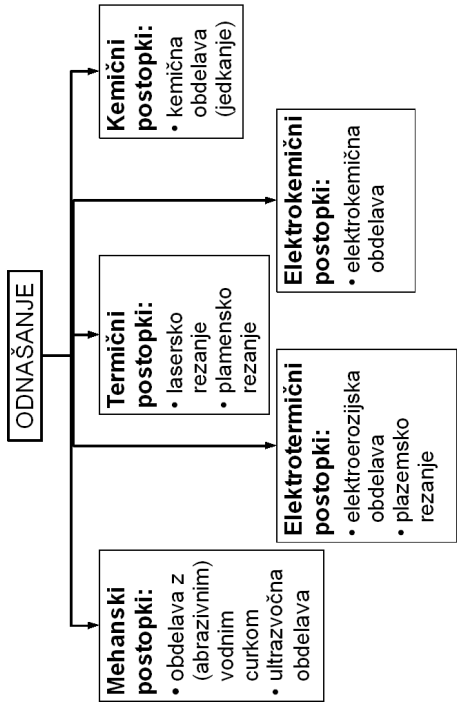 ODNAŠANJE
Mehanski
postopki:
• obdelava z
(abrazivnim)
vodnim
curkom
• ultrazvočna
obdelava
Elektrotermični
postopki:
• elektroerozijska
obdelava
• plazemsko
rezanje
Termični
postopki:
• lasersko
rezanje
• plamensko
rezanje
Elektrokemični
postopki:
• elektrokemična
obdelava
Kemični
postopki:
• kemična
obdelava
(jedkanje)